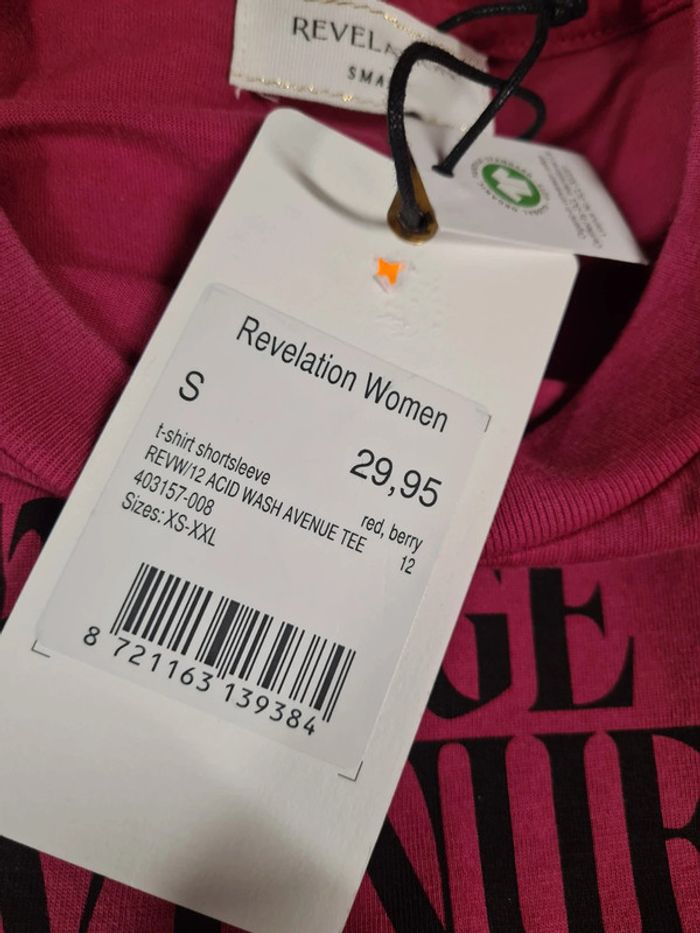 REVEL
SMA
Revelation Women
S
29,95
t-shirt shortsleeve
red, berry
REVW/12 ACID WASH AVENUE TEE
12
403157-008
Sizes: XS-XXL
8 721163 139384
GE